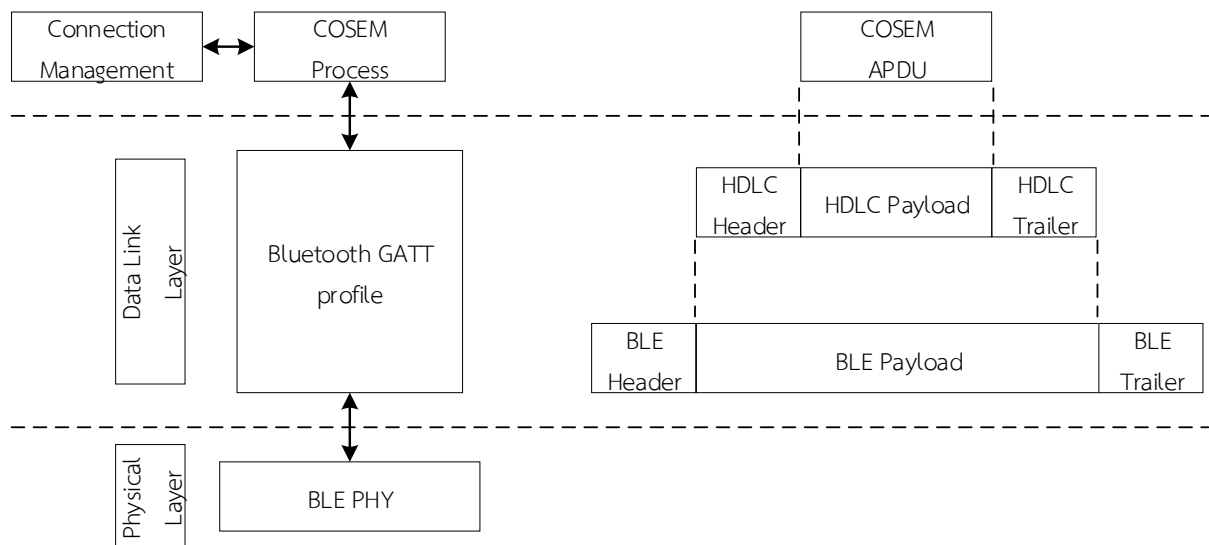 Connection
Management
COSEM
Process
COSEM
APDU
Data Link
Layer
Bluetooth GATT
profile
HDLC
Header
HDLC Payload
HDLC
Trailer
BLE
Header
BLE Payload
BLE
Trailer
Physical
Layer
BLE PHY